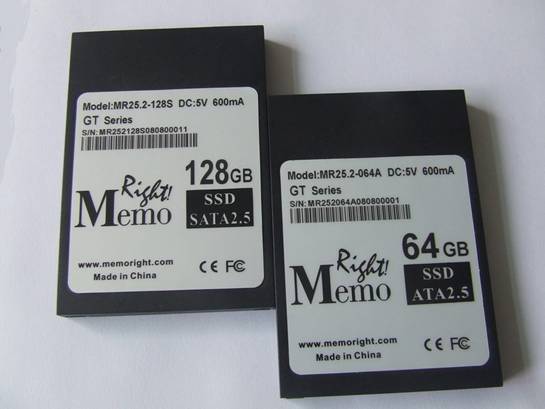 Model:MR25.2-128S DC:5V 600mA
GT Series
S/N: MR252128S080800011
128GB
Right!
Memo
SSD
SATA2.5
www.memoright.com
Made in China
CE FC
Model:MR25.2-064A DC:5V 600mA
GT Series
S/N: MR252064A080800001
64GB
Right!
Memo
SSD
ATA2.5
www.memoright.com
Made in China
CE FC